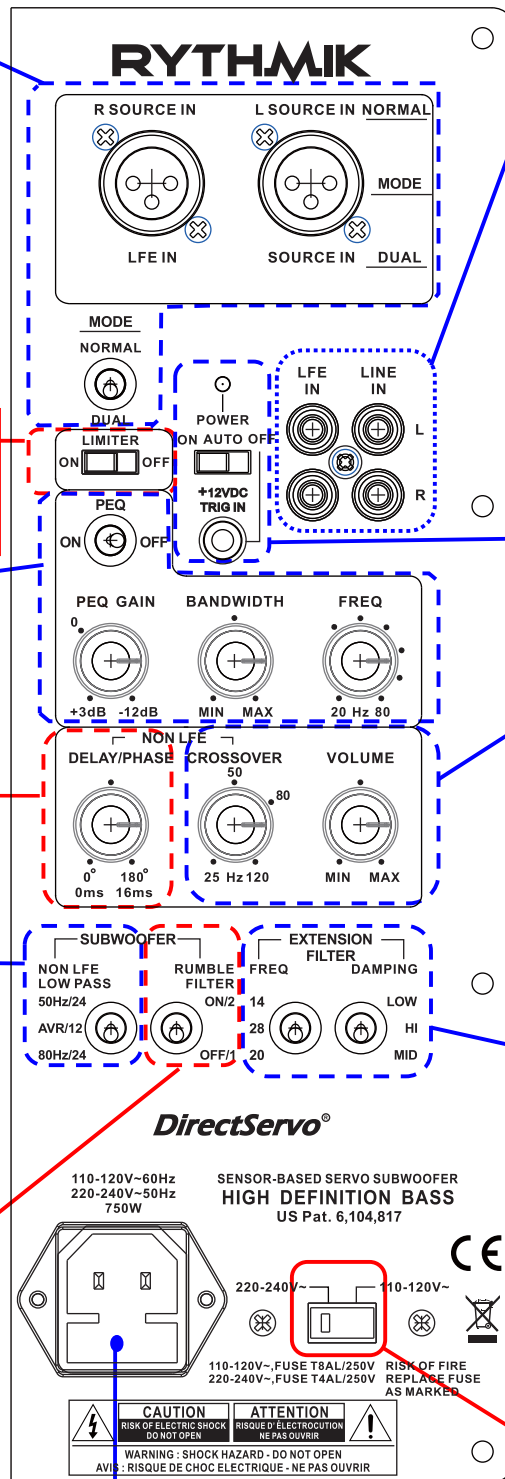 RYTHMIK
R SOURCE IN L SOURCE IN NORMAL
MODE
LFE IN SOURCE IN DUAL
MODE
NORMAL
DUAL
LFE IN LINE IN
L
R
POWER
ON AUTO OFF
+12VDC
TRIG IN
LIMITER
ON OFF
PEQ
ON OFF
PEQ GAIN BANDWIDTH FREQ
0
+3dB -12dB MIN MAX 20 Hz 80
NON LFE
DELAY/PHASE CROSSOVER VOLUME
50
80
0° 180° 25 Hz 120 MIN MAX
0ms 16ms
SUBWOOFER
NON LFE
LOW PASS
50Hz/24
AVR/12
80Hz/24
RUMBLE
FILTER
ON/2
OFF/1
EXTENSION
FILTER
FREQ DAMPING
14 LOW
28 HI
20 MID
DirectServo®
110-120V~60Hz
220-240V~50Hz
750W
SENSOR-BASED SERVO SUBWOOFER
HIGH DEFINITION BASS
US Pat. 6,104,817
CE
220-240V~ 110-120V~
110-120V~,FUSE T8AL/250V RISK OF FIRE
220-240V~,FUSE T4AL/250V REPLACE FUSE
AS MARKED
CAUTION
RISK OF ELECTRIC SHOCK
DO NOT OPEN
ATTENTION
RISQUE D'ÉLECTROCUTION
NE PAS OUVRIR
WARNING : SHOCK HAZARD - DO NOT OPEN
AVIS : RISQUE DE CHOC ELECTRIQUE - NE PAS OUVRIR